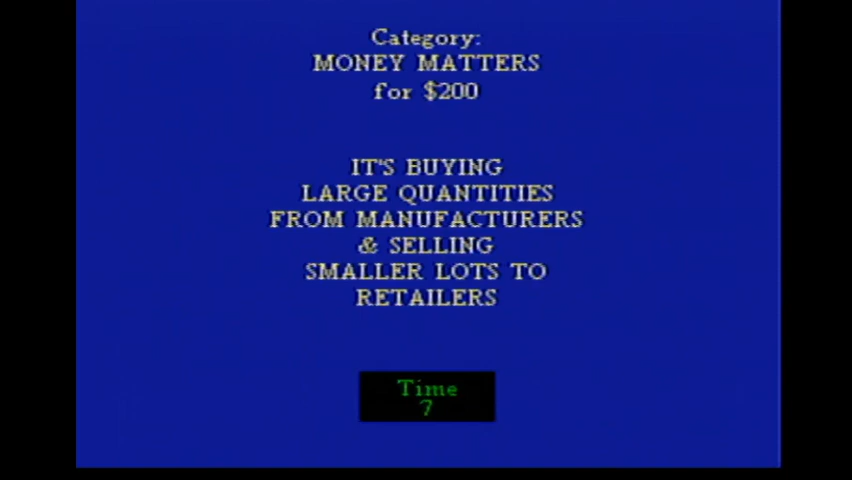 Category:
MONEY MATTERS
for $200
IT'S BUYING
LARGE QUANTITIES
FROM MANUFACTURERS
& SELLING
SMALLER LOTS TO
RETAILERS
Time
7